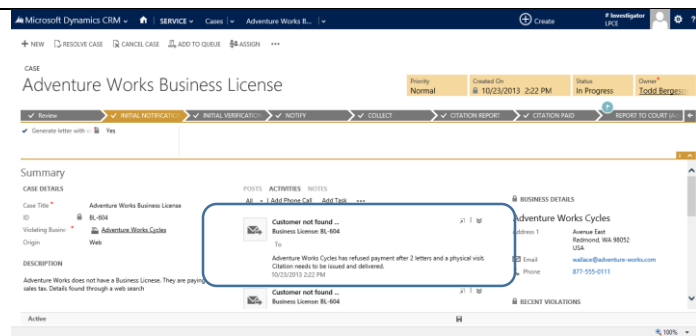 Microsoft Dynamics CRM
SERVICE
Cases
Adventure Works B...
Create
# Investigator
LPCE
?
+ NEW
RESOLVE CASE
CANCEL CASE
ADD TO QUEUE
ASSIGN
...
CASE
Adventure Works Business License
Priority
Normal
Created On
10/23/2013 2:22 PM
Status
In Progress
Owner*
Todd Bergeson
Review
INITIAL NOTIFICATION
INITIAL VERIFICATION
NOTIFY
COLLECT
CITATION REPORT
CITATION PAID
REPORT TO COURT (A
Generate letter with
Yes
Summary
CASE DETAILS
Case Title *
Adventure Works Business License
ID
BL-604
Violating Busine *
Adventure Works Cycles
Origin
Web
DESCRIPTION
Adventure Works does not have a Business License. They are paying
sales tax. Details found through a web search
POSTS ACTIVITIES NOTES
All Add Phone Call Add Task ...
Customer not found ...
Business License: BL-604
To
Adventure Works Cycles has refused payment after 2 letters and a physical visit.
Citation needs to be issued and delivered.
10/23/2013 2:22 PM
Customer not found ...
Business License: BL-604
BUSINESS DETAILS
Adventure Works Cycles
Address 1
Avenue East
Redmond, WA 98052
USA
Email
wallace@adventure-works.com
Phone
877-555-0111
RECENT VIOLATIONS
Active
100%